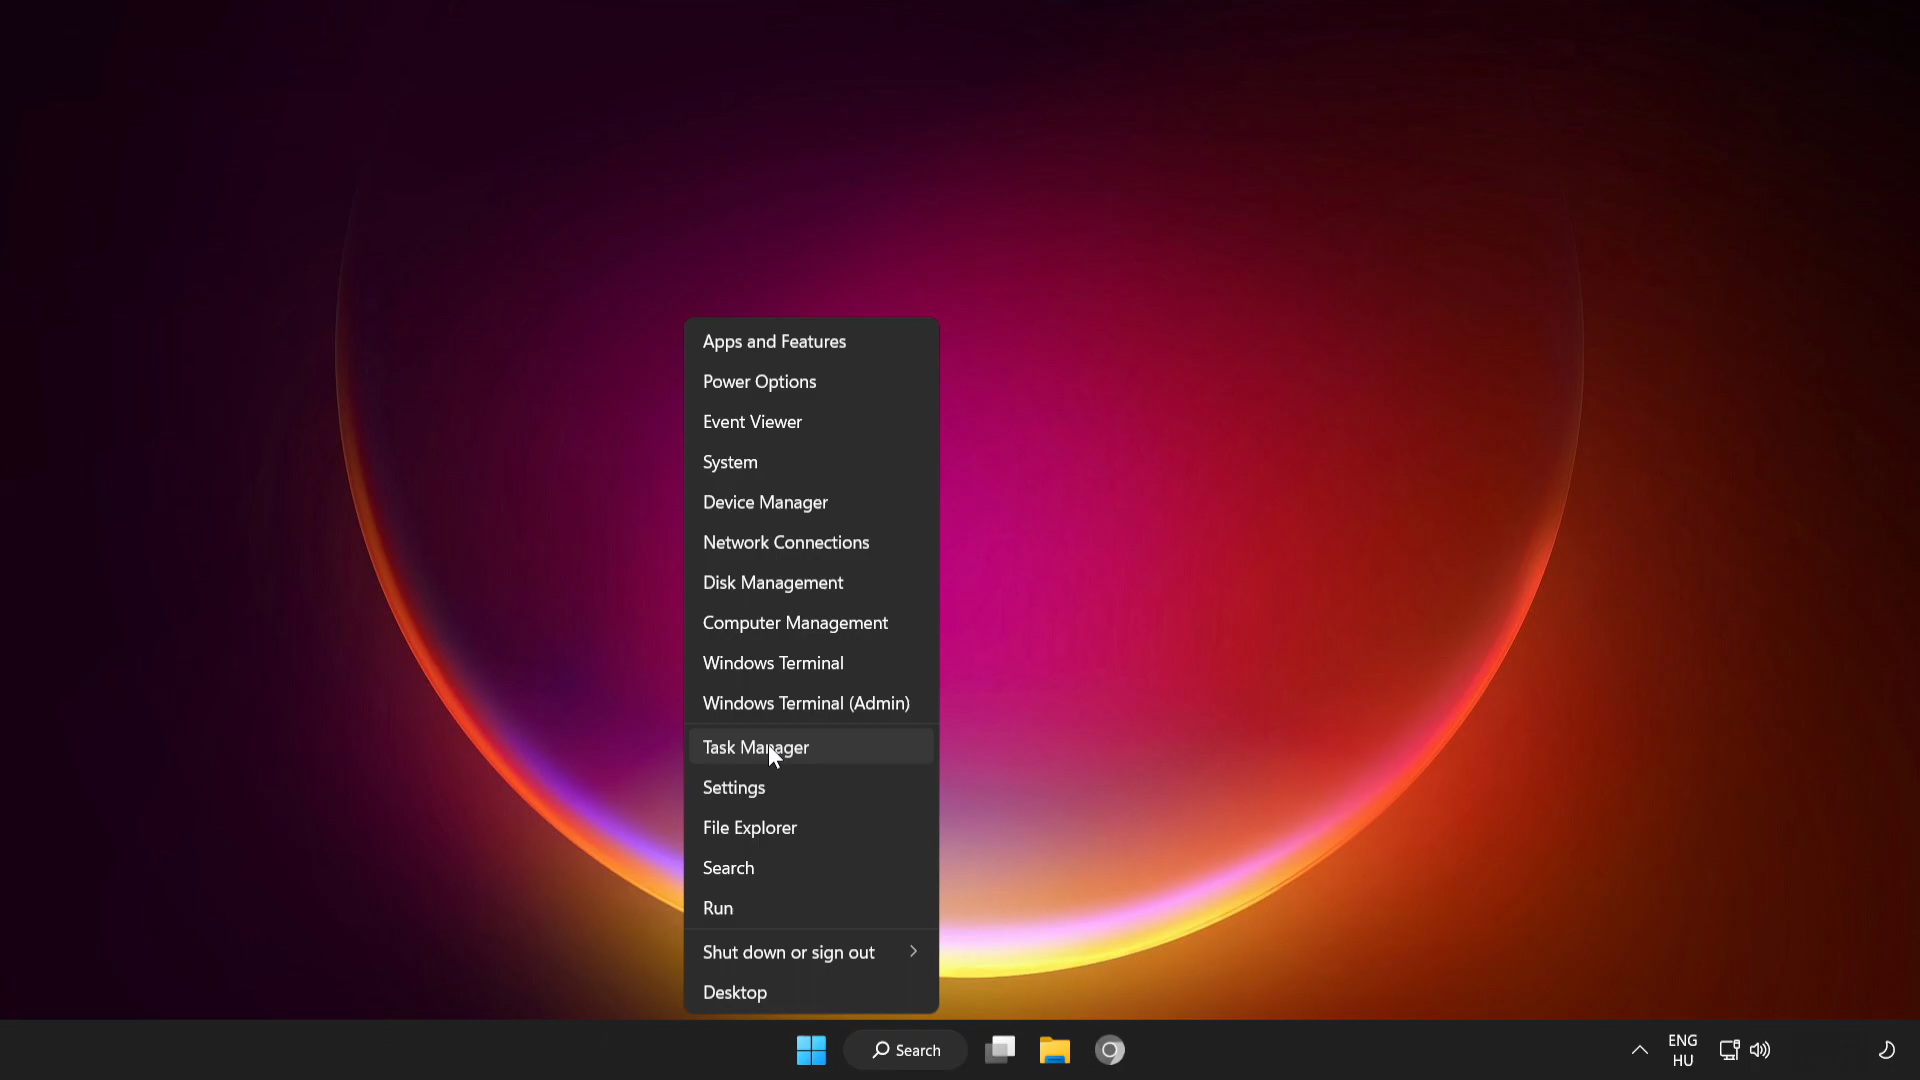 Apps and Features
Power Options
Event Viewer
System
Device Manager
Network Connections
Disk Management
Computer Management
Windows Terminal
Windows Terminal (Admin)
Task Manager
Settings
File Explorer
Search
Run
Shut down or sign out
Desktop
Search
ENG
HU